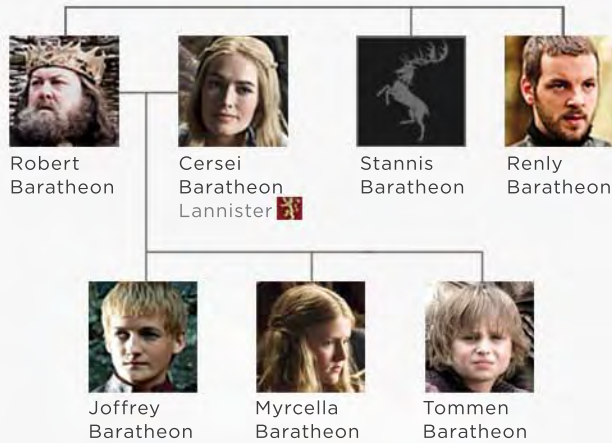 Robert
Baratheon
Cersei
Baratheon
Lannister
Stannis
Baratheon
Renly
Baratheon
Joffrey
Baratheon
Myrcella
Baratheon
Tommen
Baratheon